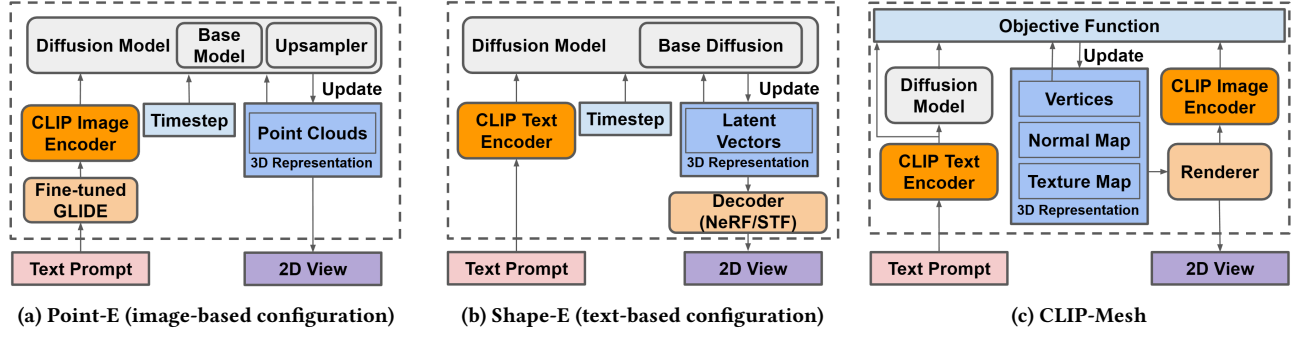 Diffusion Model
Base
Model
Upsampler
Update
CLIP Image
Encoder
Timestep
Point Clouds
3D Representation
Fine-tuned
GLIDE
Text Prompt
2D View
(a) Point-E (image-based configuration)
Diffusion Model
Base Diffusion
Update
CLIP Text
Encoder
Timestep
Latent
Vectors
3D Representation
Decoder
(NeRF/STF)
Text Prompt
2D View
(b) Shape-E (text-based configuration)
Objective Function
Update
Diffusion
Model
Vertices
CLIP Image
Encoder
Normal Map
CLIP Text
Encoder
Texture Map
Renderer
3D Representation
Text Prompt
2D View
(c) CLIP-Mesh